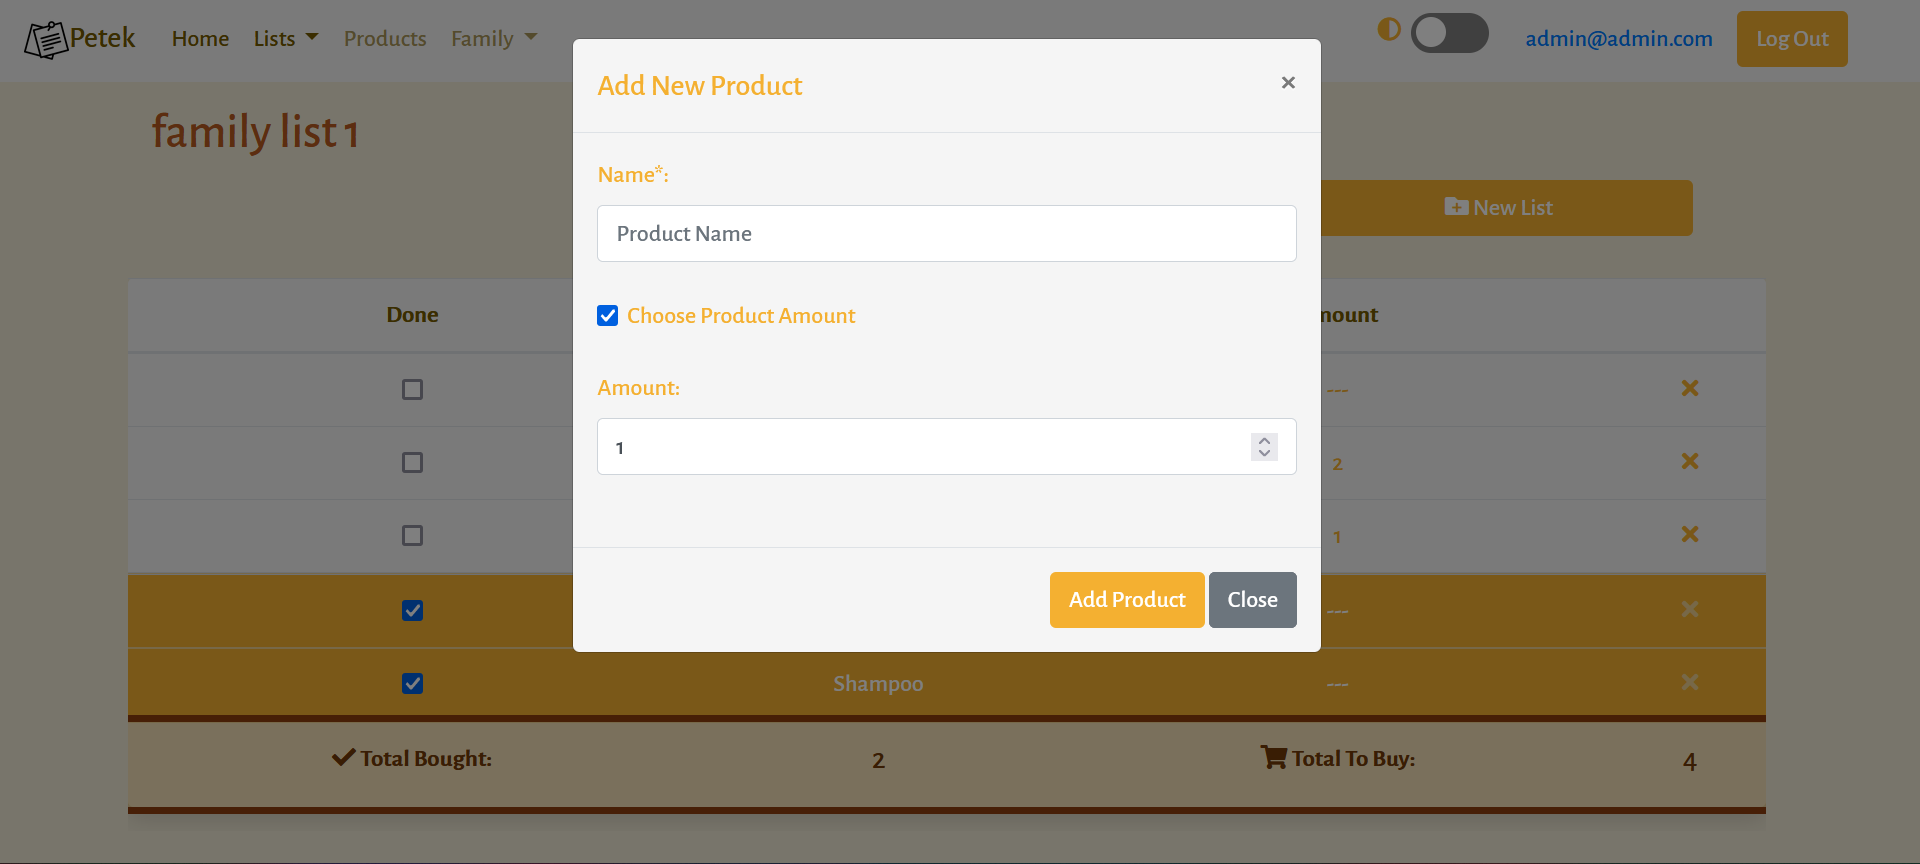 Petek Home Lists Products Family admin@admin.com Log Out
family list 1
New List
Add New Product ×
Name*:
Product Name
Choose Product Amount
Amount:
1
Add Product Close
Done mount
---
2
1
---
Shampoo ---
Total Bought: 2 Total To Buy: 4